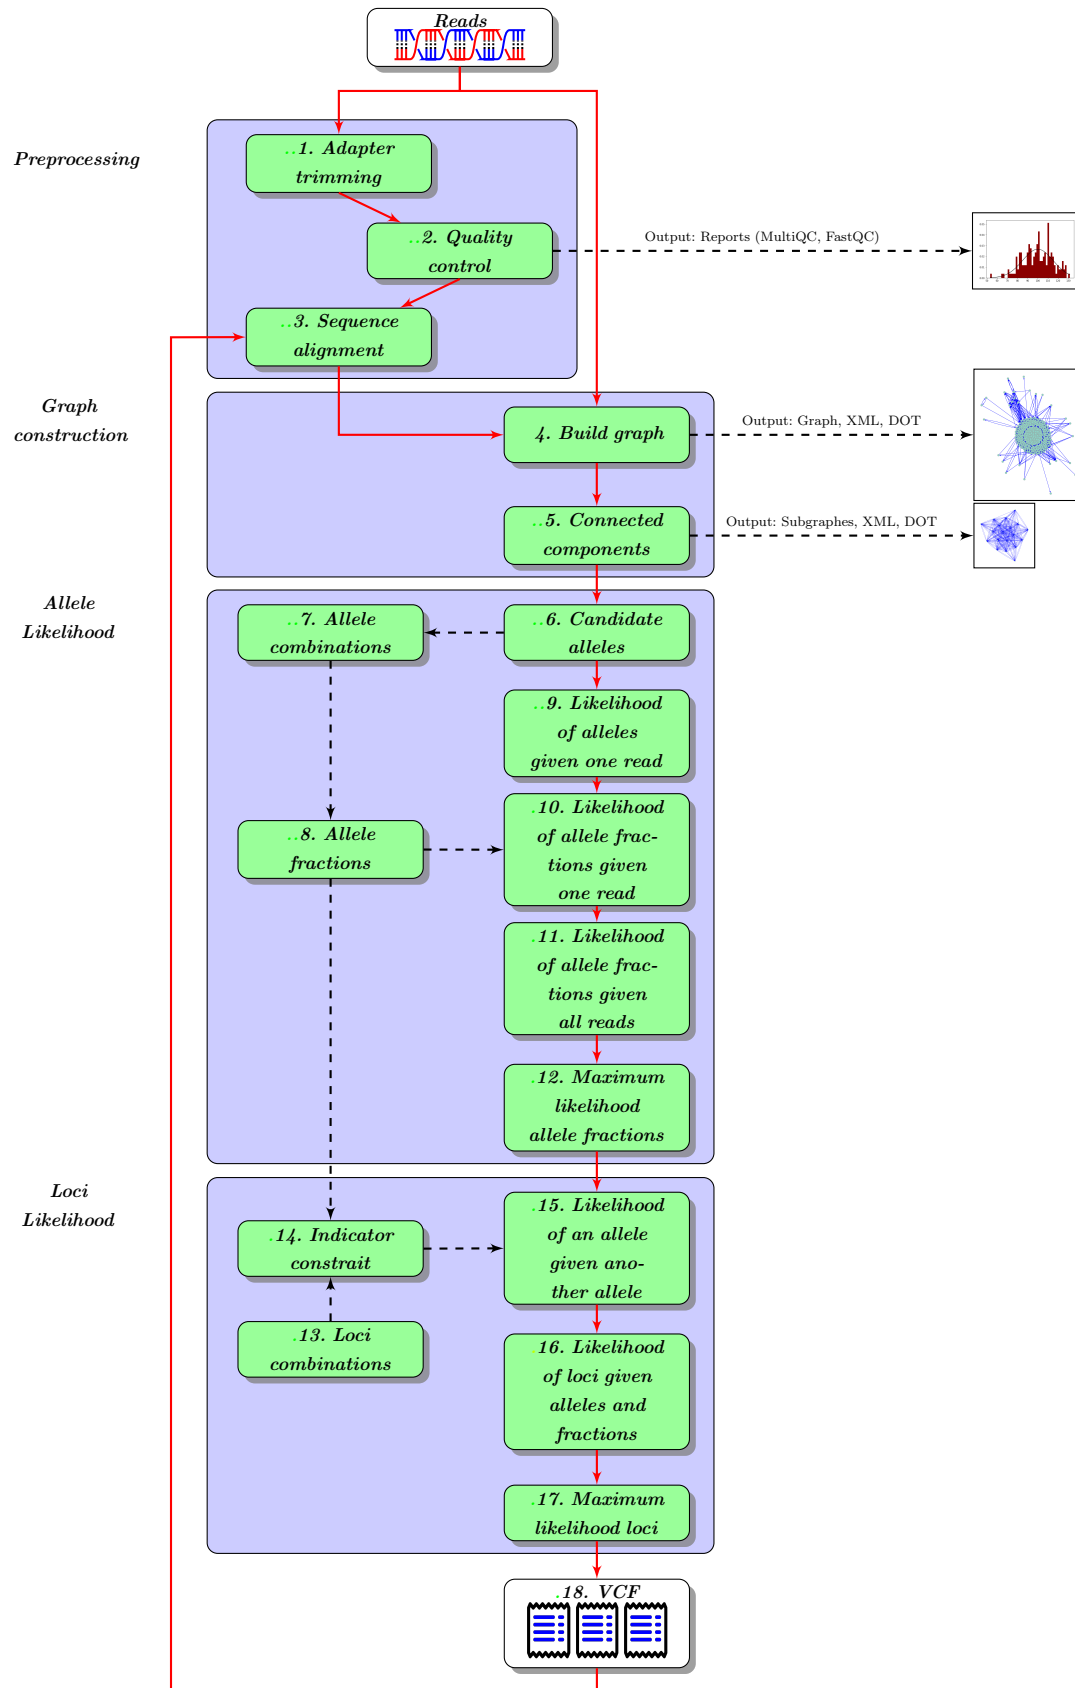 Reads
Preprocessing
..1. Adapter
trimming
..2. Quality
control
Output: Reports (MultiQC, FastQC)
..3. Sequence
alignment
Graph
construction
4. Build graph
Output: Graph, XML, DOT
..5. Connected
components
Output: Subgraphes, XML, DOT
Allele
Likelihood
..7. Allele
combinations
..6. Candidate
alleles
..9. Likelihood
of alleles
given one read
..8. Allele
fractions
.10. Likelihood
of allele frac-
tions given
one read
.11. Likelihood
of allele frac-
tions given
all reads
.12. Maximum
likelihood
allele fractions
Loci
Likelihood
.14. Indicator
constrait
.15. Likelihood
of an allele
given ano-
ther allele
.13. Loci
combinations
16. Likelihood
of loci given
alleles and
fractions
.17. Maximum
likelihood loci
.18. VCF